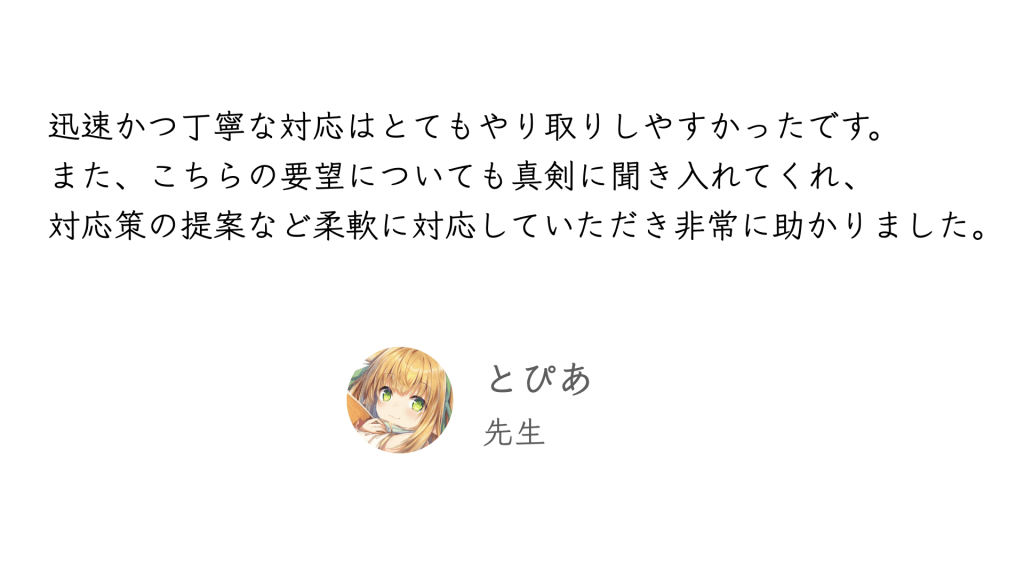 迅速かつ丁寧な対応はとてもやり取りしやすかったです。
また、こちらの要望についても真剣に聞き入れてくれ、
対応策の提案など柔軟に対応していただき非常に助かりました。
とぴあ
先生